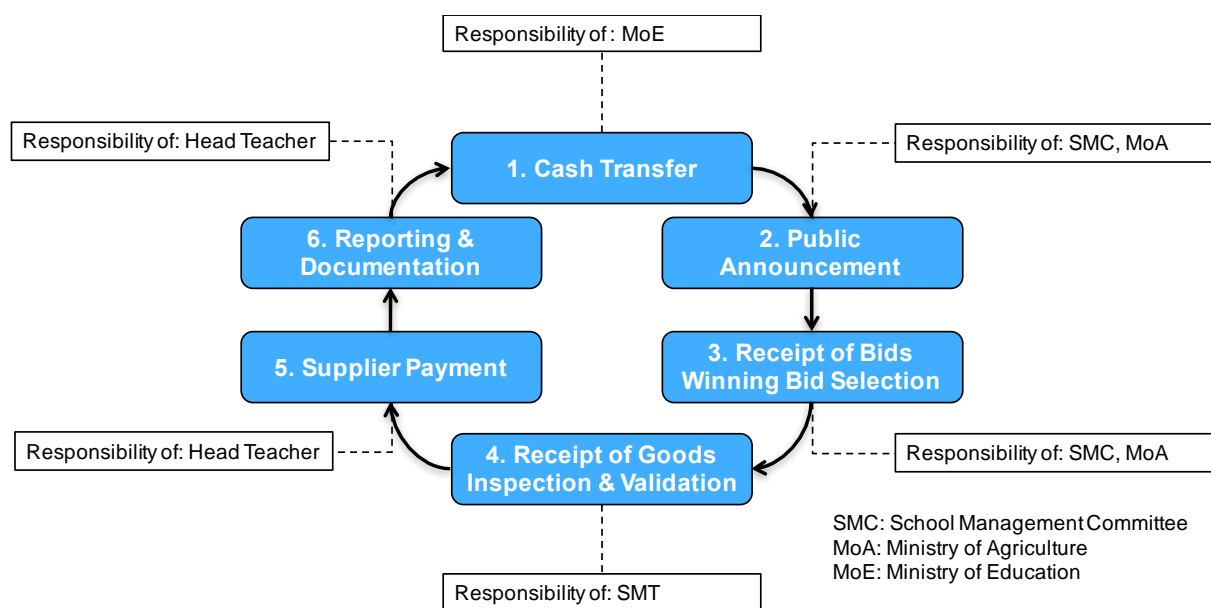 Responsibility of : MoE
Responsibility of: Head Teacher
Responsibility of: SMC, MoA
1. Cash Transfer
6. Reporting &
Documentation
2. Public
Announcement
5. Supplier Payment
3. Receipt of Bids
Winning Bid Selection
Responsibility of: Head Teacher
4. Receipt of Goods
Inspection & Validation
Responsibility of: SMC, MoA
SMC: School Management Committee
MoA: Ministry of Agriculture
MoE: Ministry of Education
Responsibility of: SMT